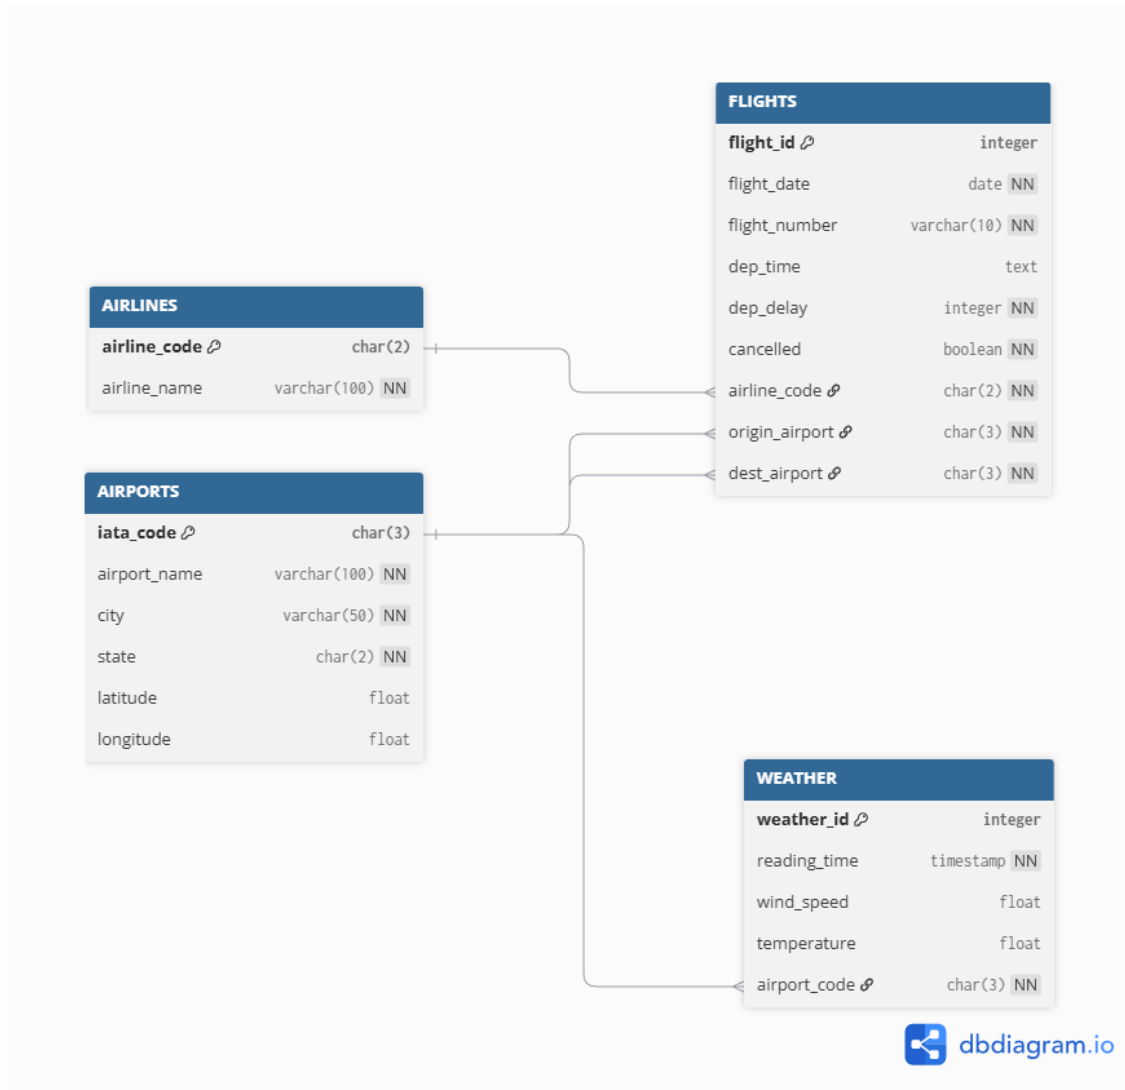 FLIGHTS
flight_id integer
flight_date date NN
flight_number varchar(10) NN
dep_time text
dep_delay integer NN
cancelled boolean NN
airline_code char(2) NN
origin_airport char(3) NN
dest_airport char(3) NN
AIRLINES
airline_code char(2)
airline_name varchar(100) NN
AIRPORTS
iata_code char(3)
airport_name varchar(100) NN
city varchar(50) NN
state char(2) NN
latitude float
longitude float
WEATHER
weather_id integer
reading_time timestamp NN
wind_speed float
temperature float
airport_code char(3) NN
dbdiagram.io